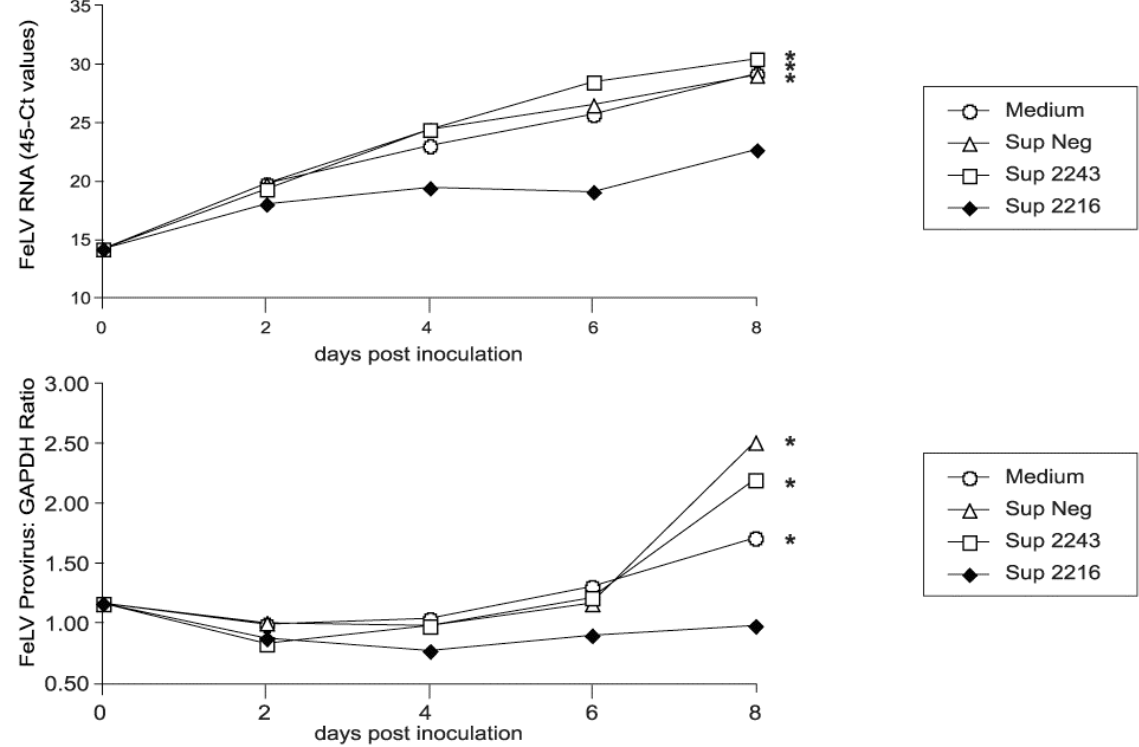 FeLV RNA (45-Ct values)
35
30
25
20
15
10
0
2
4
6
8
days post inoculation
*
*
*
Medium
Sup Neg
Sup 2243
Sup 2216
FeLV Provirus: GAPDH Ratio
3.00
2.50
2.00
1.50
1.00
0.50
0
2
4
6
8
days post inoculation
*
*
*
Medium
Sup Neg
Sup 2243
Sup 2216